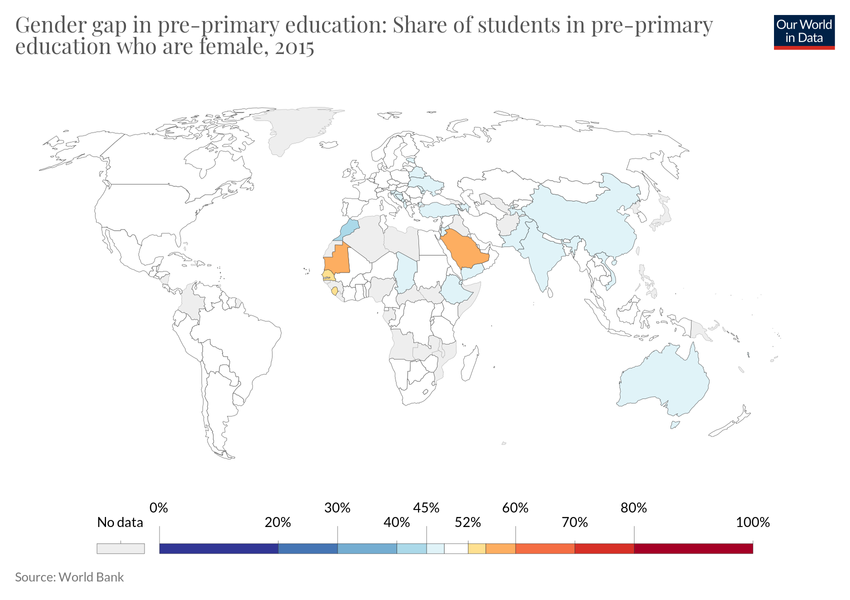 Gender gap in pre-primary education: Share of students in pre-primary
education who are female, 2015
Our World
in Data
0% 30% 45% 60% 80%
No data 20% 40% 52% 70% 100%
Source: World Bank